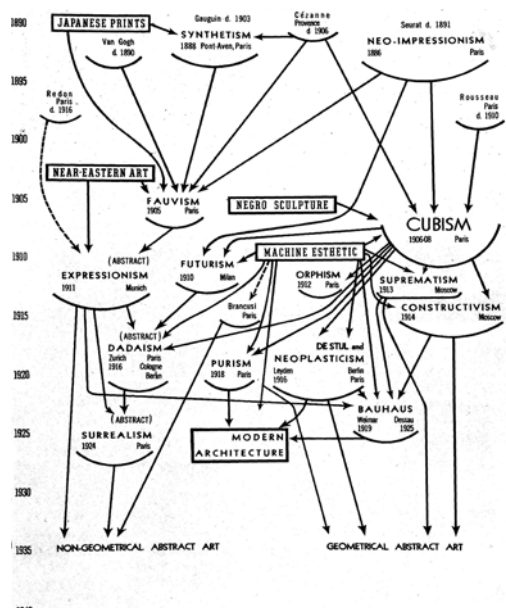 1890
JAPANESE PRINTS
Van Gogh
d. 1890
Gauguin d. 1903
SYNTHETISM
1888 Pont-Aven, Paris
Cézanne
Provence
d. 1906
Seurat d. 1891
NEO-IMPRESSIONISM
1886 Paris
1895
Redon
Paris
d. 1916
Rousseau
Paris
d. 1910
1900
NEAR-EASTERN ART
1905
FAUVISM
1905 Paris
NEGRO SCULPTURE
CUBISM
1906-08 Paris
1910
(ABSTRACT)
EXPRESSIONISM
1911 Munich
FUTURISM
1910 Milan
MACHINE ESTHETIC
ORPHISM
1912 Paris
SUPREMATISM
1913 Moscow
CONSTRUCTIVISM
1914 Moscow
Brancusi
Paris
1915
(ABSTRACT)
DADAISM
Zurich Paris
1916 Cologne
Berlin
PURISM
1918 Paris
DE STIJL and
NEOPLASTICISM
Leyden Berlin
1916 Paris
1920
BAUHAUS
Weimar Dessau
1919 1925
(ABSTRACT)
SURREALISM
1924 Paris
MODERN
ARCHITECTURE
1925
1930
1935
NON-GEOMETRICAL ABSTRACT ART
GEOMETRICAL ABSTRACT ART